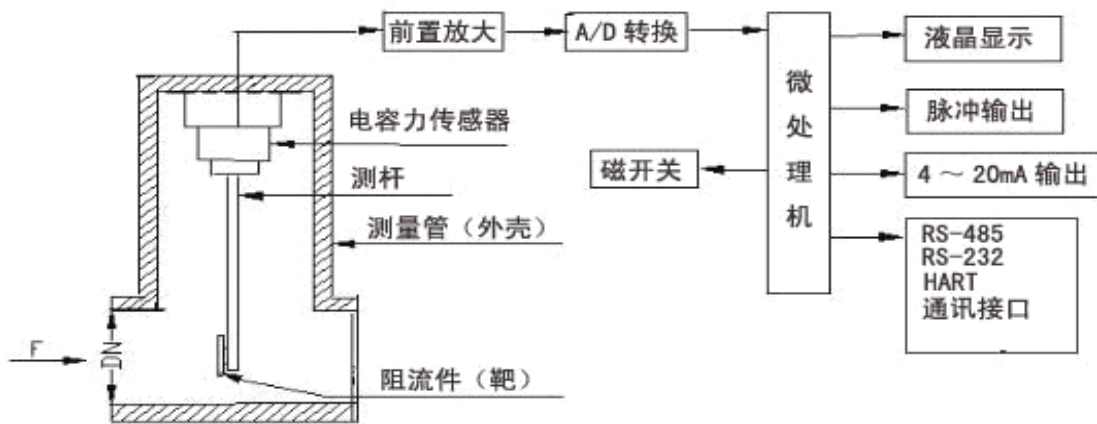 前置放大
A/D 转换
微处理机
液晶显示
脉冲输出
4～20mA 输出
RS-485
RS-232
HART
通讯接口
磁开关
电容力传感器
测杆
测量管（外壳）
阻流件（靶）
F
DN